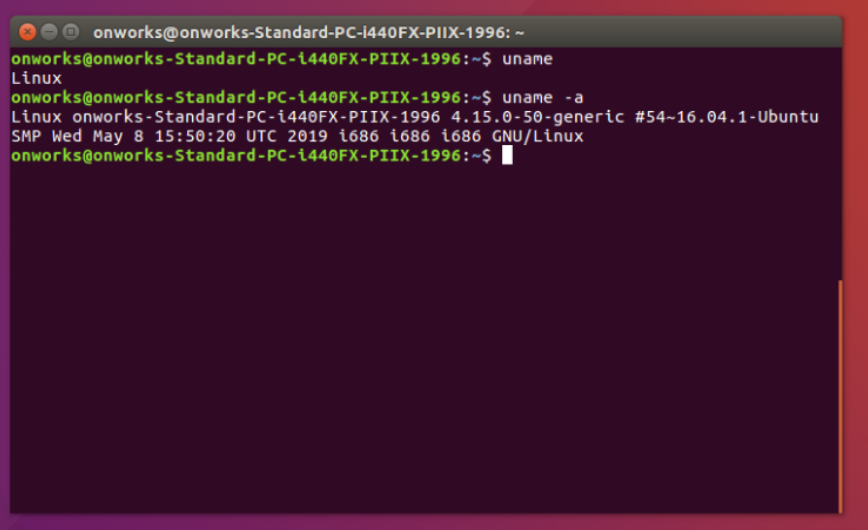 onworks@onworks-Standard-PC-i440FX-PIIX-1996: ~
onworks@onworks-Standard-PC-i440FX-PIIX-1996:~$ uname
Linux
onworks@onworks-Standard-PC-i440FX-PIIX-1996:~$ uname -a
Linux onworks-Standard-PC-i440FX-PIIX-1996 4.15.0-50-generic #54~16.04.1-Ubuntu
SMP Wed May 8 15:50:20 UTC 2019 i686 i686 i686 GNU/Linux
onworks@onworks-Standard-PC-i440FX-PIIX-1996:~$